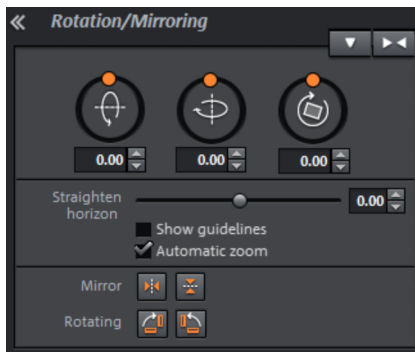 Rotation/Mirroring
0.00 0.00 0.00
Straighten 0.00
horizon
Show guidelines
Automatic zoom
Mirror
Rotating